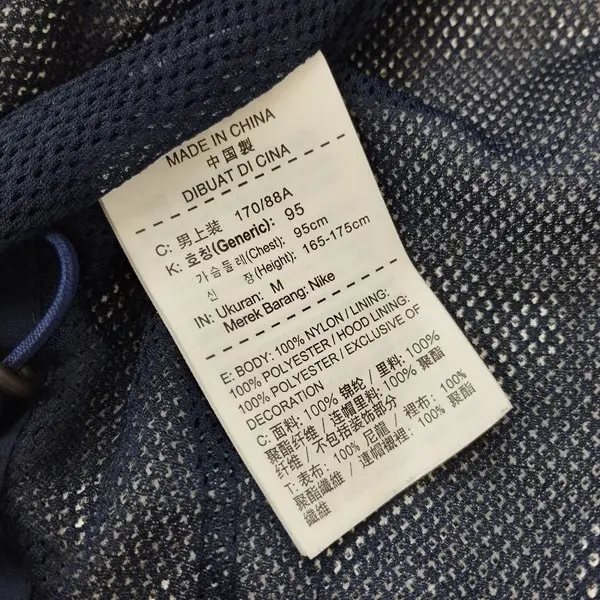 MADE IN CHINA
中国製
DIBUAT DI CINA
C: 男上装 170/88A
K: 호칭(Generic): 95
가슴둘레(Chest): 95cm
신 장(Height): 165-175cm
IN: Ukuran: M
Merek Barang: Nike
E: BODY: 100% NYLON / LINING:
100% POLYESTER / HOOD LINING:
100% POLYESTER / EXCLUSIVE OF
DECORATION
C: 面料: 100% 锦纶 / 里料: 100%
聚酯纤维 / 连帽里料: 100% 聚酯
纤维 / 不包括装饰部分
T: 表布: 100% 尼龍 / 裡布: 100%
聚酯纖維 / 連帽襯裡: 100% 聚酯
纖維